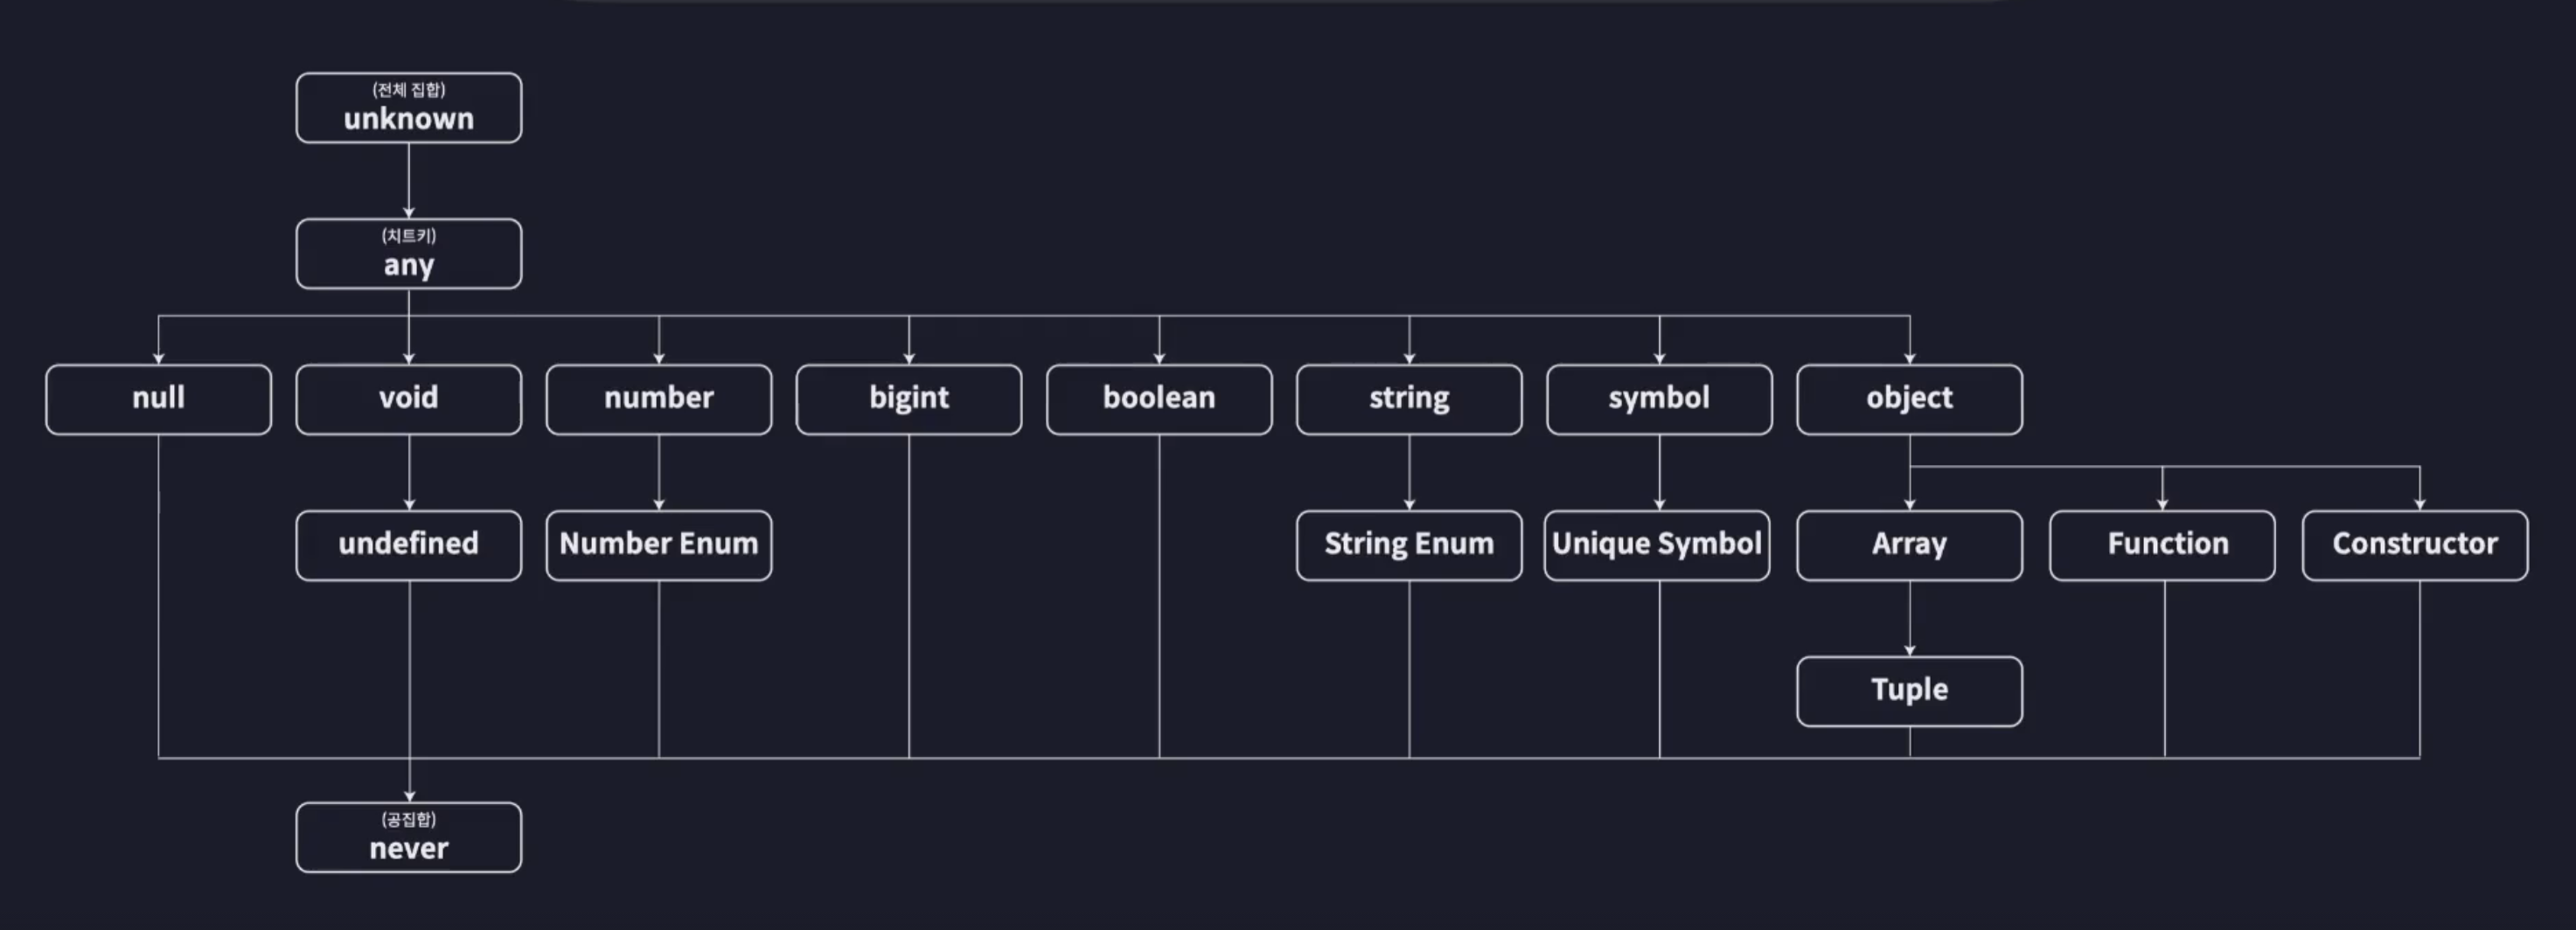 (전체 집합)
unknown
(치트키)
any
null
void
number
bigint
boolean
string
symbol
object
undefined
Number Enum
String Enum
Unique Symbol
Array
Function
Constructor
Tuple
(공집합)
never